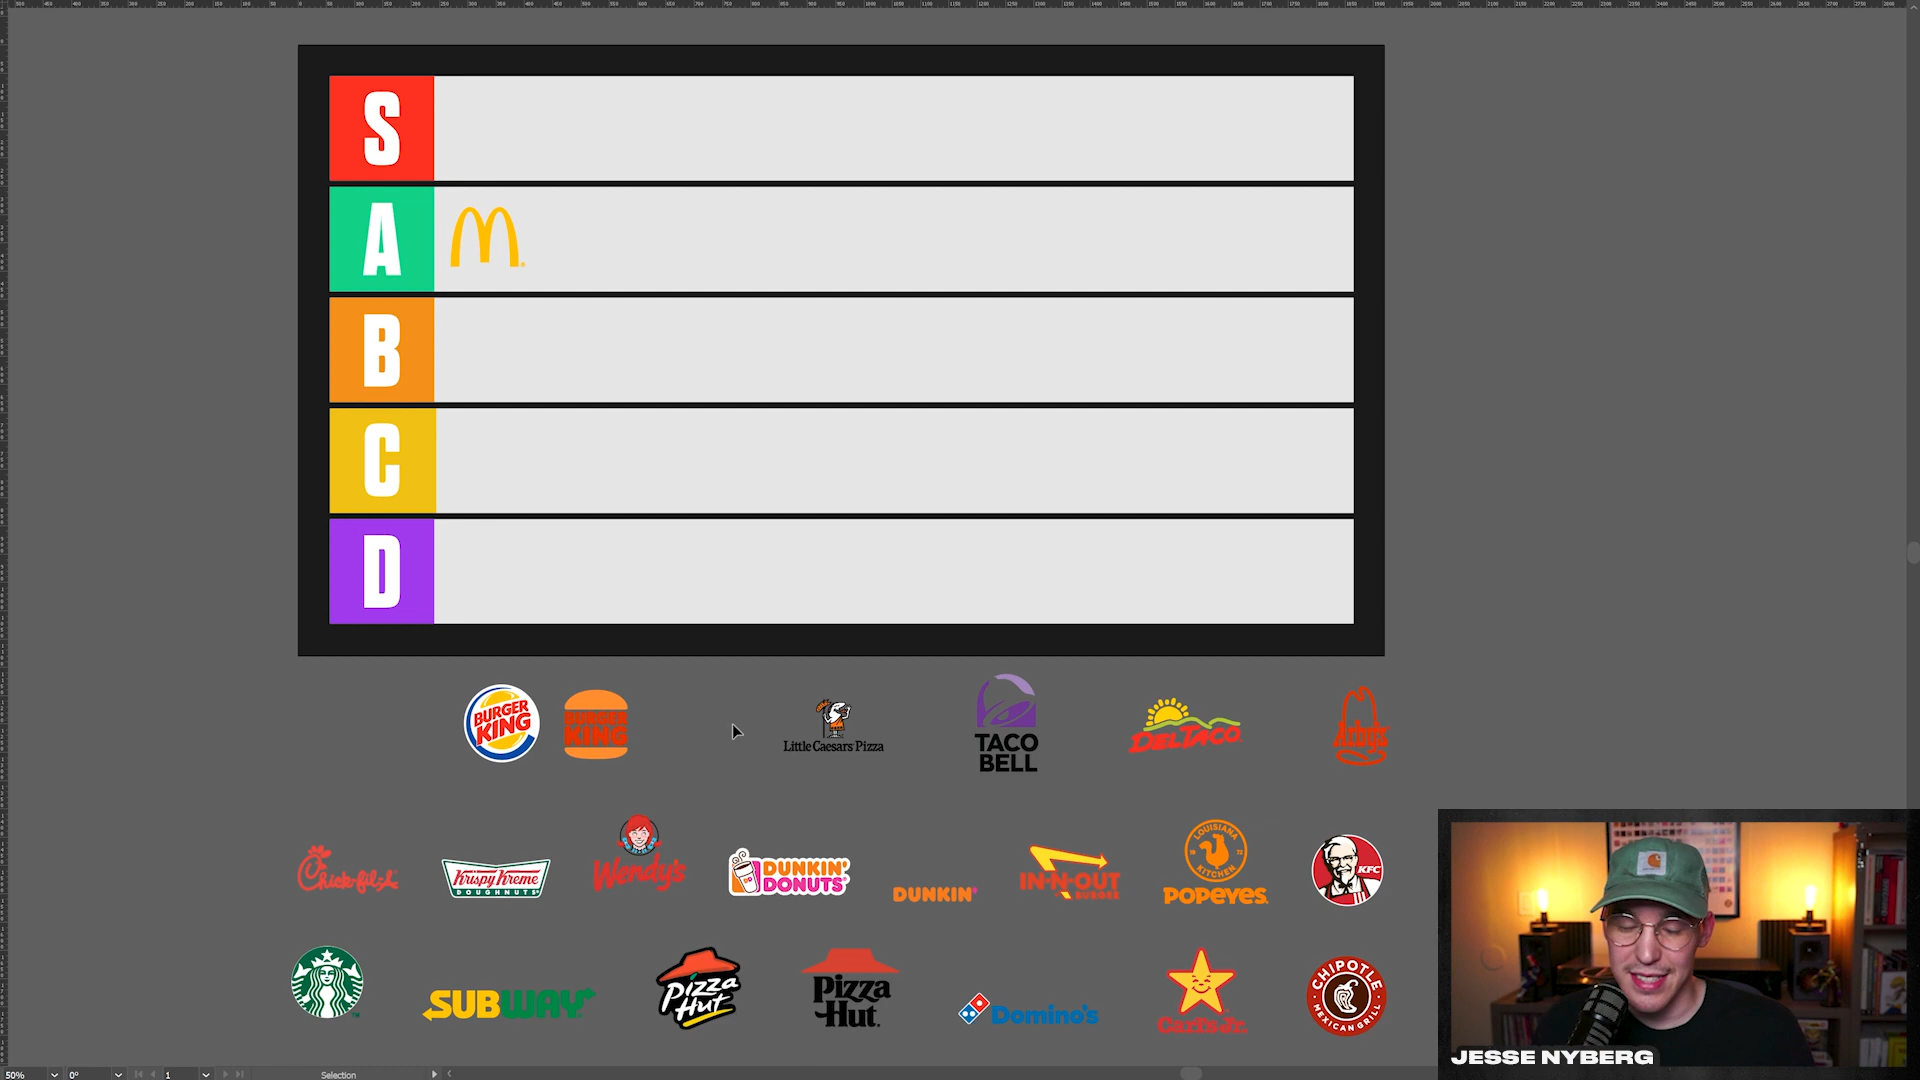 S
A
B
C
D
BURGER
KING
BURGER
KING
Little Caesars Pizza
TACO
BELL
DEL TACO
Arby's
Chick-fil-A
Krispy Kreme
DOUGHNUTS
Wendy's
DUNKIN'
DONUTS
DUNKIN'
IN-N-OUT
BURGER
LOUISIANA
KITCHEN
POPEYES
KFC
SUBWAY
Pizza
Hut
Pizza
Hut
Domino's
Carl's Jr.
CHIPOTLE
MEXICAN GRILL
JESSE NYBERG
50%
0°
1
Selection